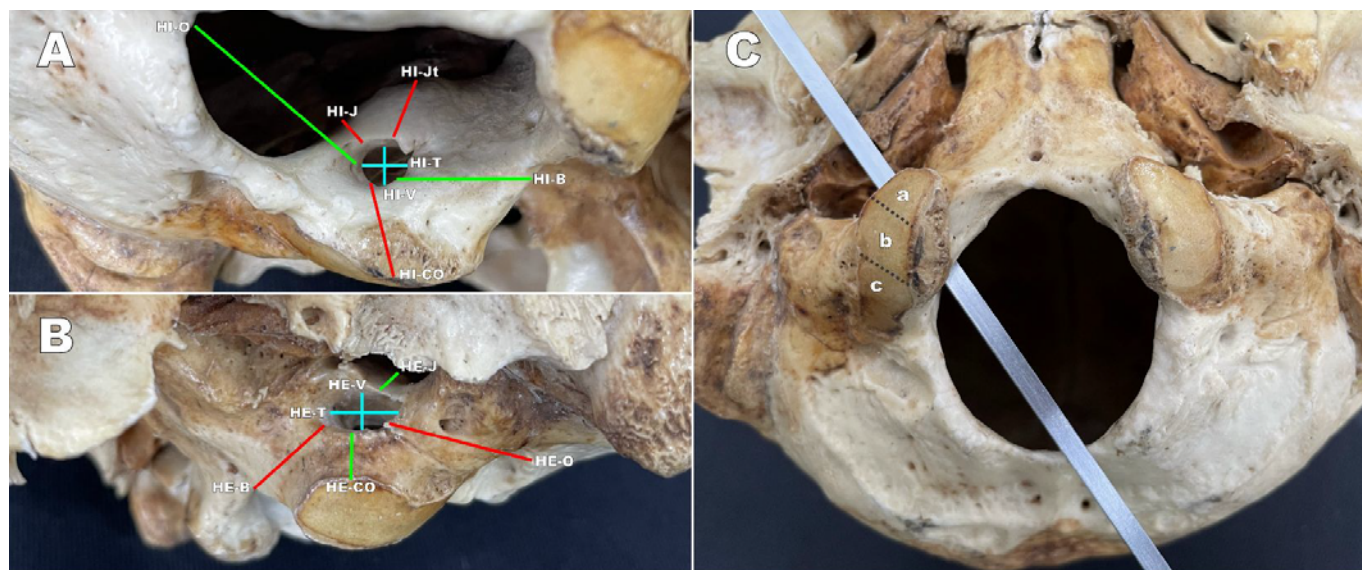 A
HI-O
HI-Jt
HI-J
HI-T
HI-B
HI-V
HI-CO
B
HE-J
HE-V
HE-T
HE-O
HE-B
HE-CO
C
a
b
c